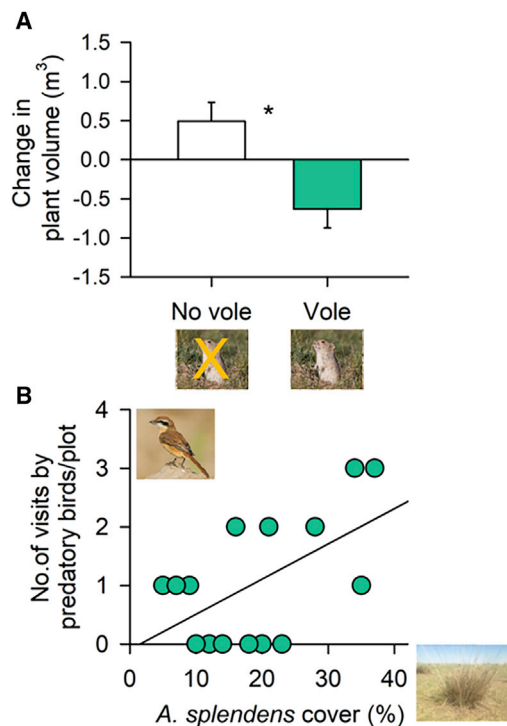 A
Change in
plant volume (m³)
1.5
1.0
0.5
0.0
-0.5
-1.0
-1.5
*
No vole
Vole
X
B
No.of visits by
predatory birds/plot
4
3
2
1
0
0
10
20
30
40
A. splendens cover (%)